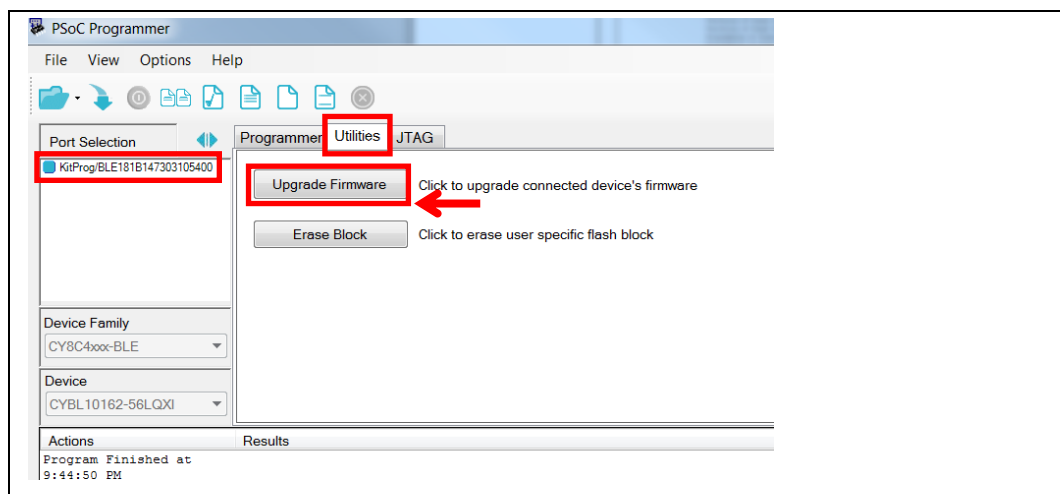 PSoC Programmer
File View Options Help
Port Selection
Programmer Utilities JTAG
KitProg/BLE181B147303105400
Upgrade Firmware Click to upgrade connected device's firmware
Erase Block Click to erase user specific flash block
Device Family
CY8C4xxx-BLE
Device
CYBL10162-56LQXI
Actions Results
Program Finished at
9:44:50 PM